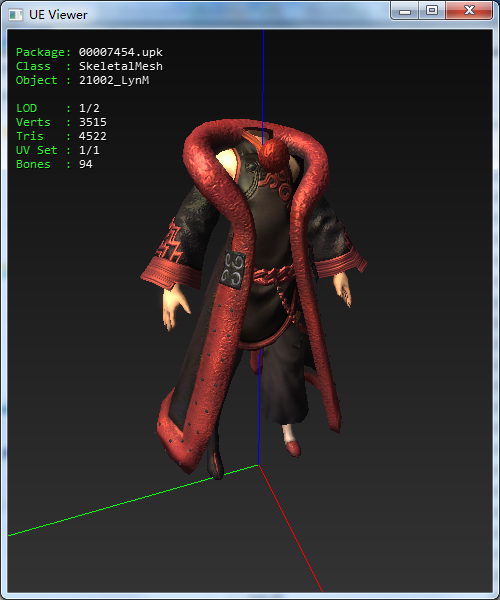 UE Viewer
Package: 00007454.upk
Class : SkeletalMesh
Object : 21002_LynM
LOD : 1/2
Verts : 3515
Tris : 4522
UV Set : 1/1
Bones : 94